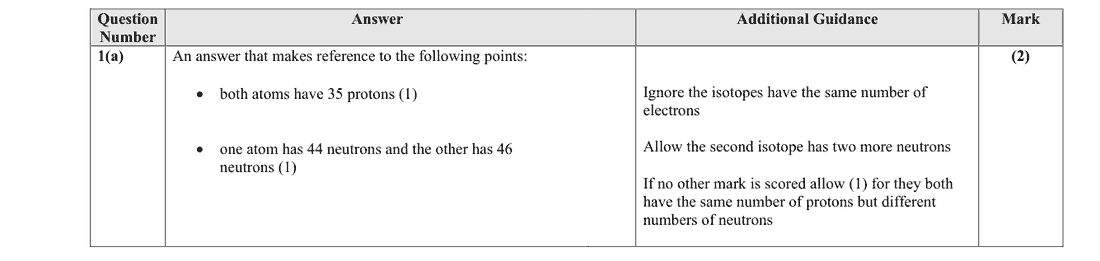 Question Number
Answer
Additional Guidance
Mark
1(a)
An answer that makes reference to the following points:
(2)
• both atoms have 35 protons (1)
Ignore the isotopes have the same number of
electrons
• one atom has 44 neutrons and the other has 46
neutrons (1)
Allow the second isotope has two more neutrons
If no other mark is scored allow (1) for they both
have the same number of protons but different
numbers of neutrons